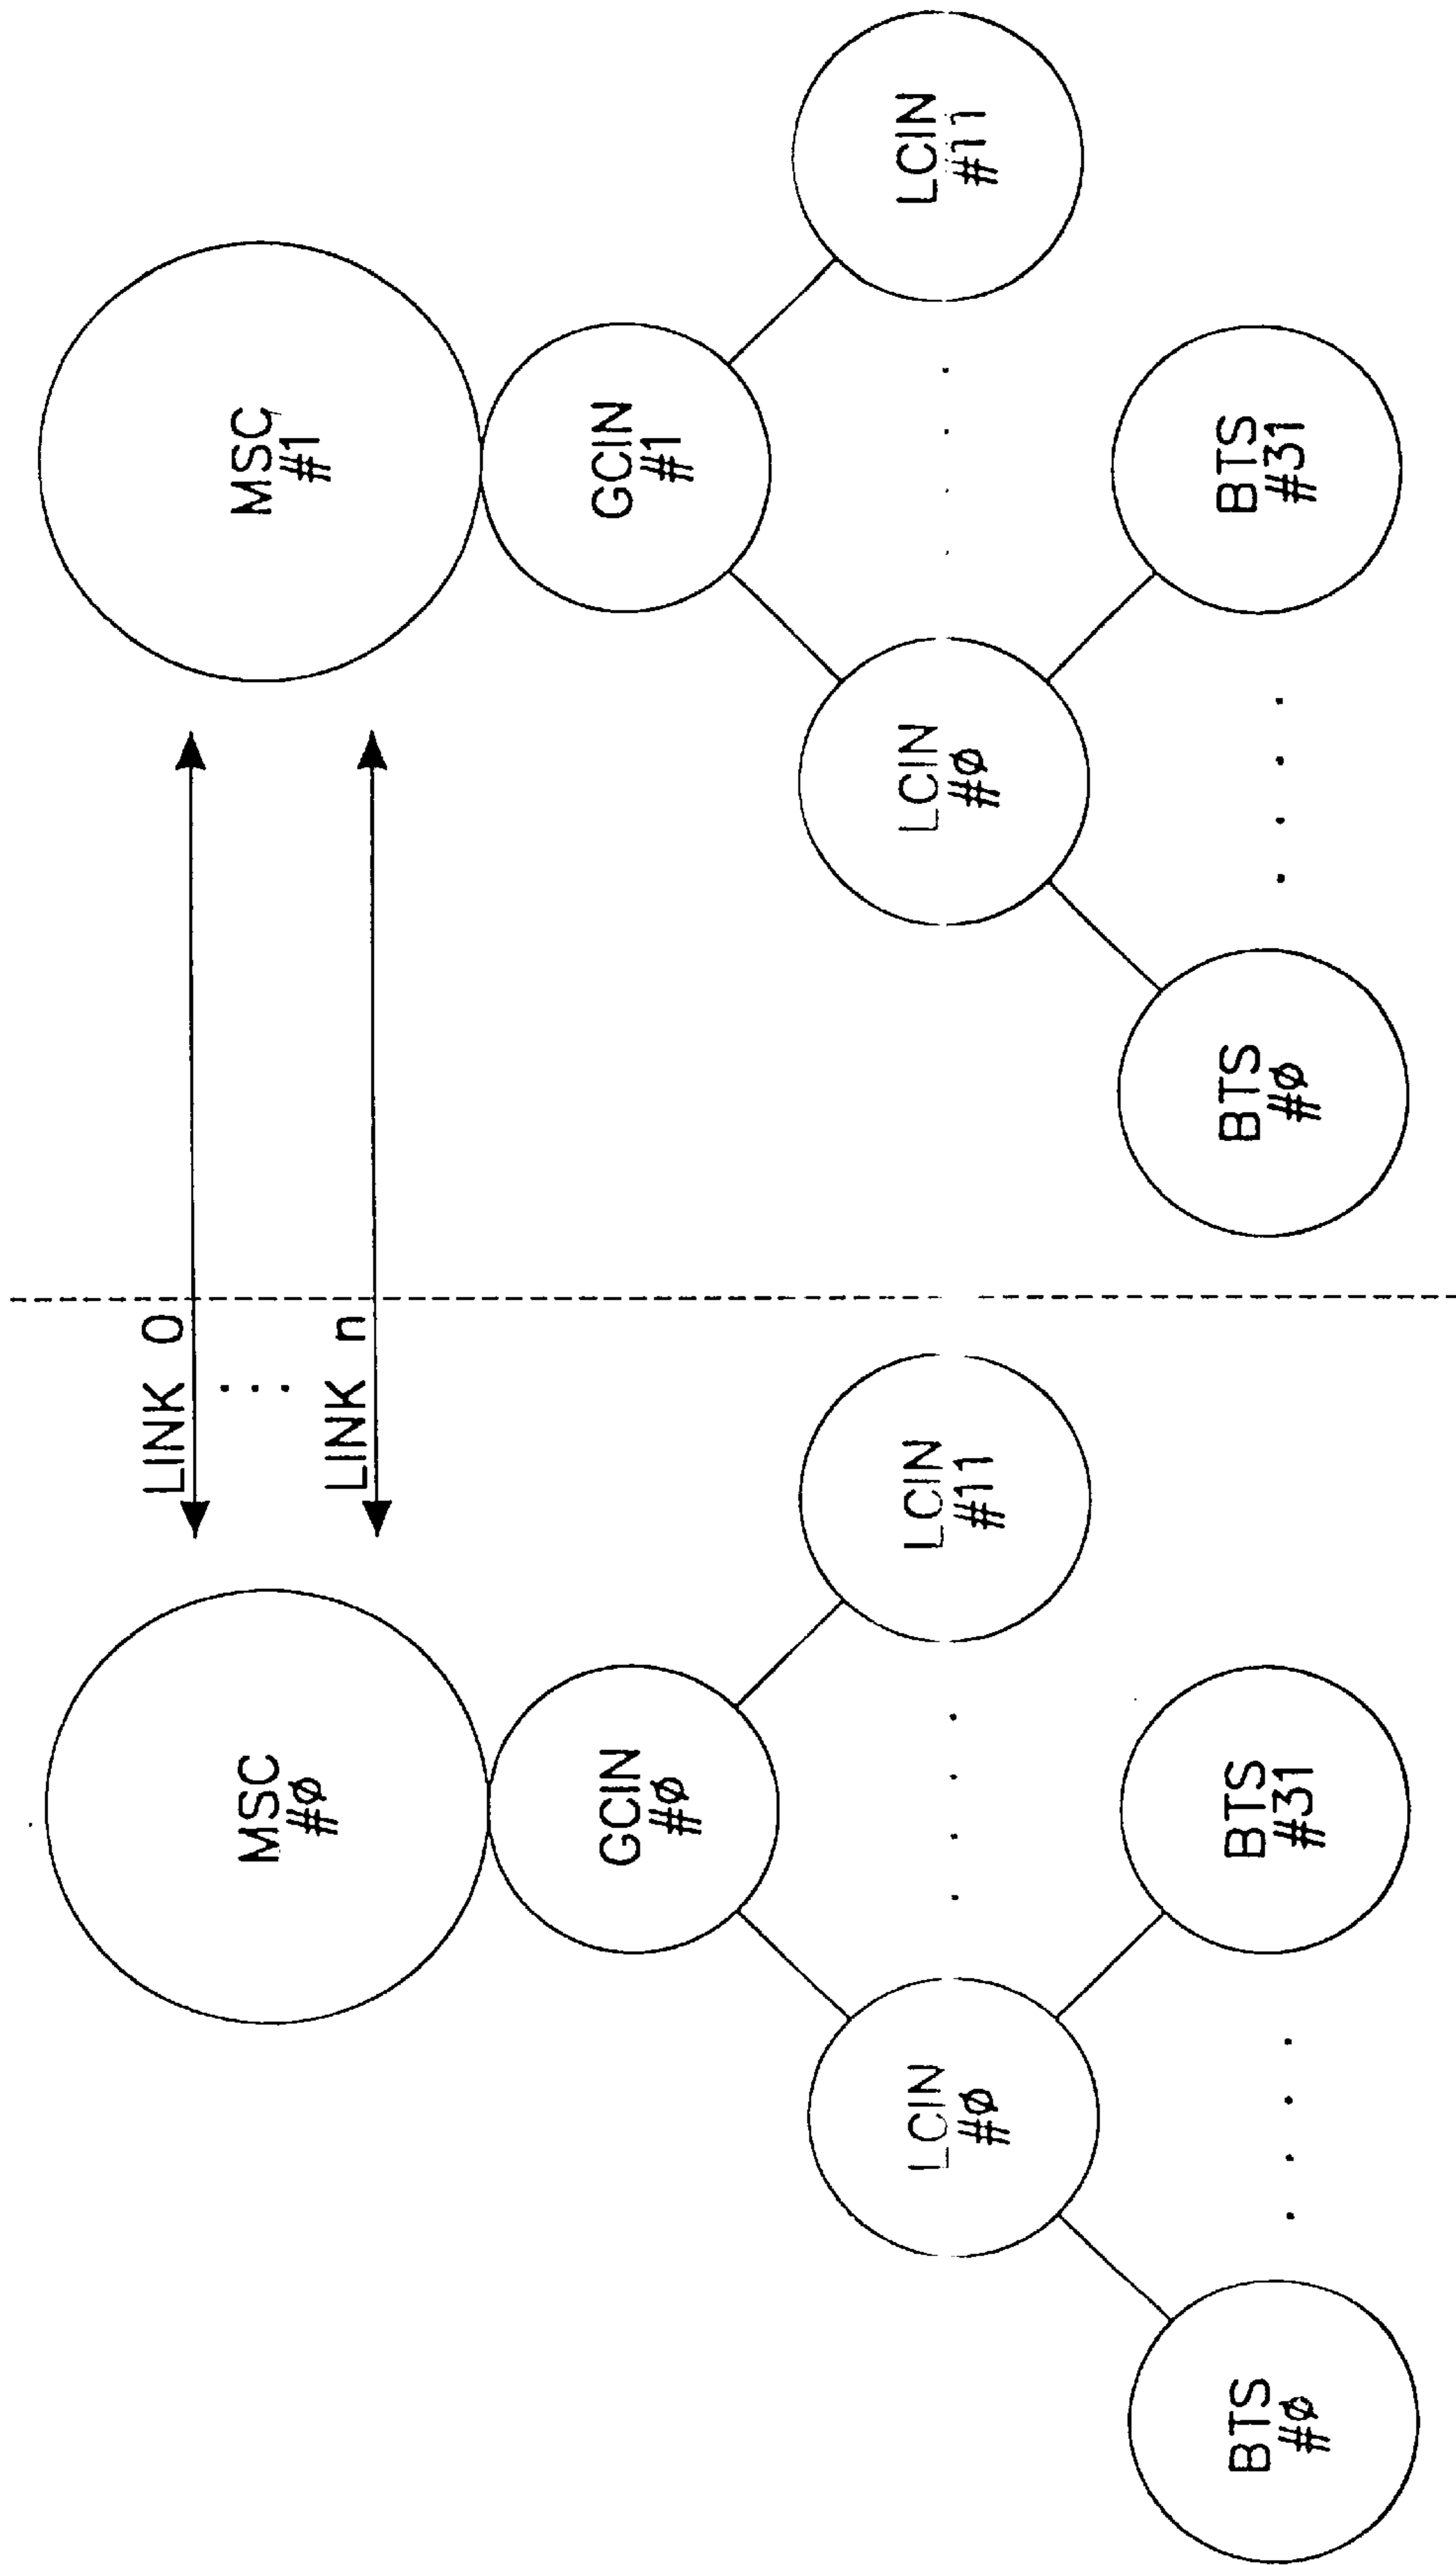 LINK 0
LINK n
MSC
#ø
MSC
#1
GCIN
#ø
GCIN
#1
LCIN
#ø
LCIN
#11
LCIN
#ø
LCIN
#11
BTS
#ø
BTS
#31
BTS
#ø
BTS
#31